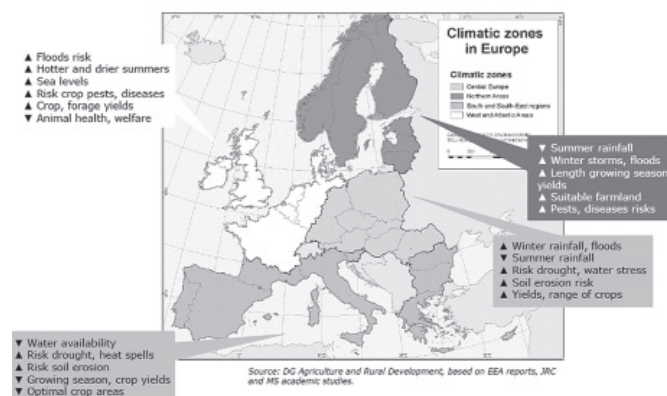 Climatic zones
in Europe
Climatic zones
Central Europe
Northern Areas
South and South-East regions
West and Atlantic Areas
▲ Floods risk
▲ Hotter and drier summers
▲ Sea levels
▲ Risk crop pests, diseases
▲ Crop, forage yields
▼ Animal health, welfare
▼ Summer rainfall
▲ Winter storms, floods
▲ Length growing season,
yields
▲ Suitable farmland
▲ Pests, diseases risks
▲ Winter rainfall, floods
▼ Summer rainfall
▲ Risk drought, water stress
▲ Soil erosion risk
▲ Yields, range of crops
▼ Water availability
▲ Risk drought, heat spells
▲ Risk soil erosion
▼ Growing season, crop yields
▼ Optimal crop areas
Source: DG Agriculture and Rural Development, based on EEA reports, JRC
and MS academic studies.